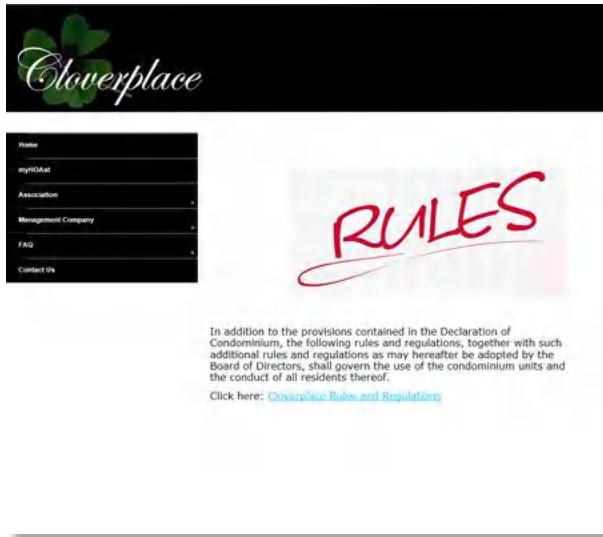 Cloverplace
Home
myHOAst
Association
Management Company
FAQ
Contact Us
RULES
In addition to the provisions contained in the Declaration of
Condominium, the following rules and regulations, together with such
additional rules and regulations as may hereafter be adopted by the
Board of Directors, shall govern the use of the condominium units and
the conduct of all residents thereof.
Click here: Cloverplace Rules and Regulations